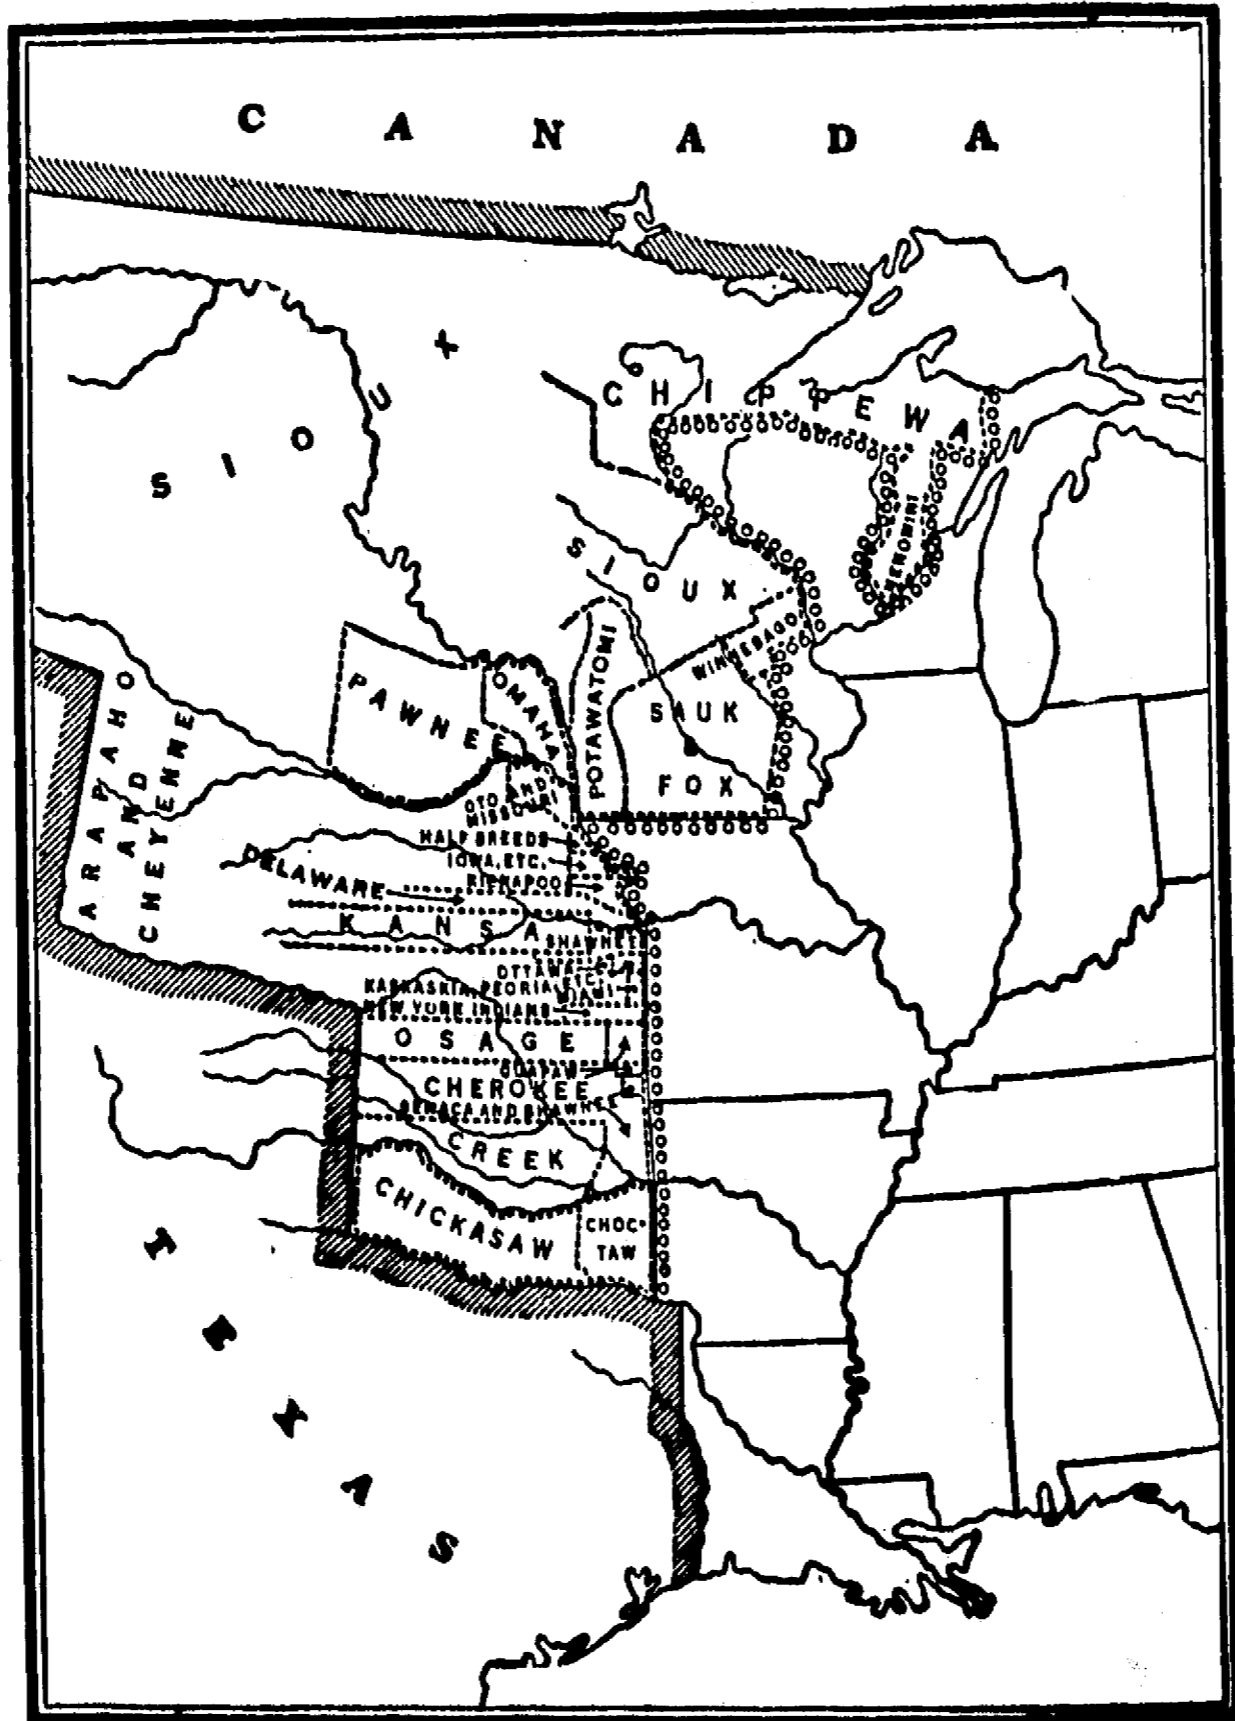 CANADA
SIOUX
CHIPPEWA
MENOMINI
SIOUX
WINNEBAGO
POTAWATOMI
SAUK
&
FOX
PAWNEE
OMAHA
ARAPAHO
AND
CHEYENNE
OTO AND
MISSOURI
HALF BREEDS
IOWA, ETC.
KICKAPOO
DELAWARE
KANSA
SHAWNEE
OTTAWA
KASKASKIA, PEORIA, ETC.
MIAMI
NEW YORK INDIANS
OSAGE
QUAPAW
CHEROKEE
SENECA AND SHAWNEE
CREEK
CHICKASAW
CHOC-
TAW
TEXAS